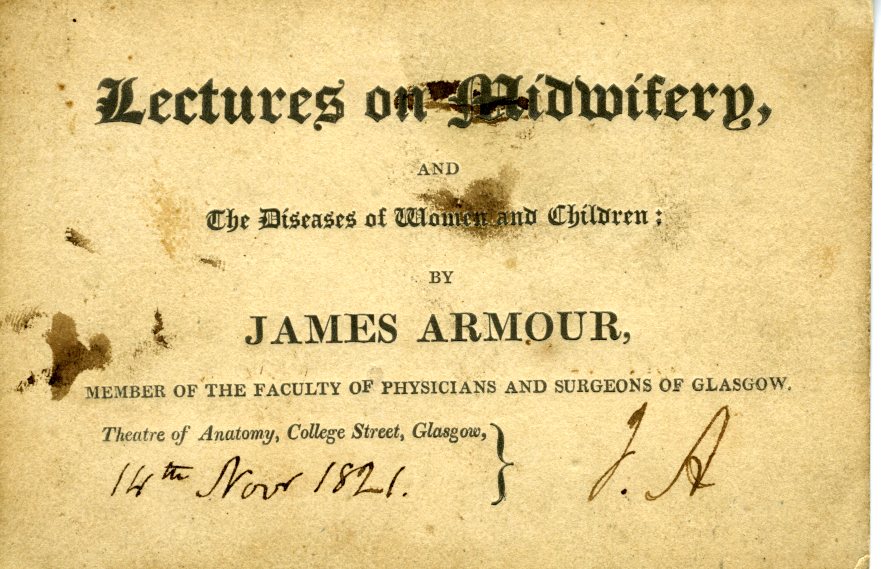 Lectures on Midwifery,
AND
The Diseases of Women and Children:
BY
JAMES ARMOUR,
MEMBER OF THE FACULTY OF PHYSICIANS AND SURGEONS OF GLASGOW.
Theatre of Anatomy, College Street, Glasgow,
14th Novr 1821.
J. A